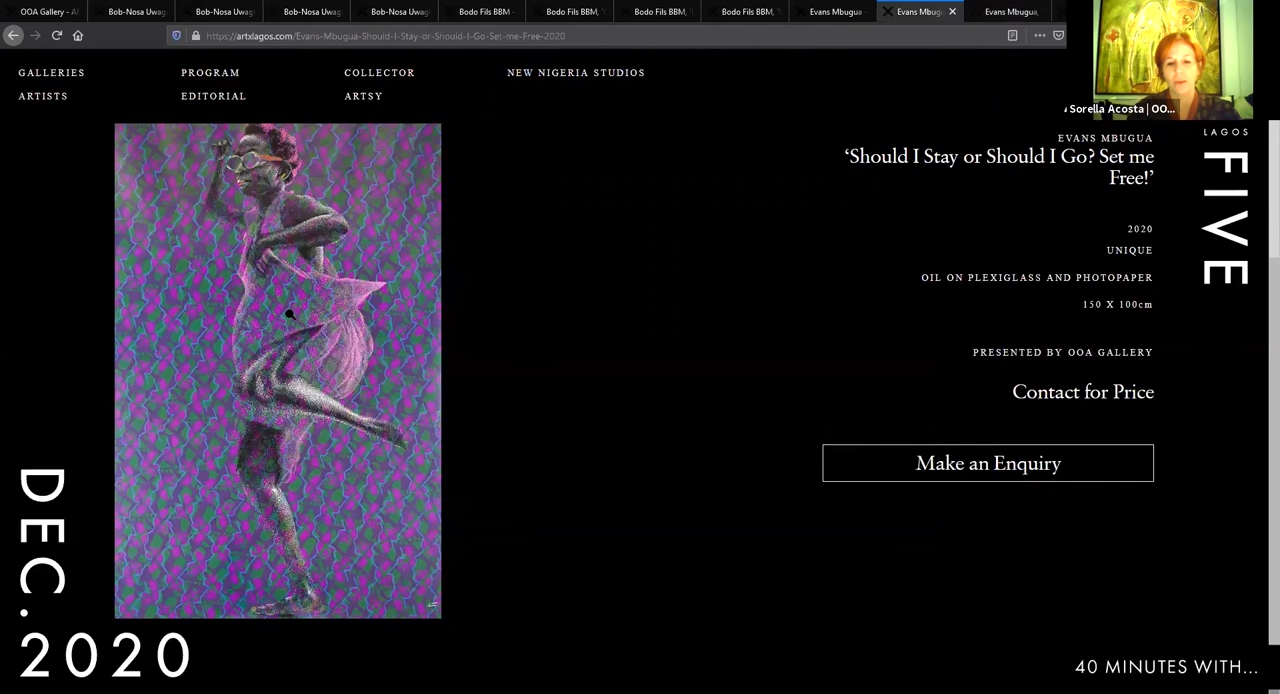 OOA Gallery - AF
Bob-Nosa Uwag
Bob-Nosa Uwag
Bob-Nosa Uwag
Bob-Nosa Uwag
Bodo Fils BBM -
Bodo Fils BBM, '
Bodo Fils BBM, '
Bodo Fils BBM, '
Evans Mbugua -
Evans Mbug
Evans Mbugua,
https://artxlagos.com/Evans-Mbugua-Should-I-Stay-or-Should-I-Go-Set-me-Free-2020
GALLERIES
PROGRAM
COLLECTOR
NEW NIGERIA STUDIOS
ARTISTS
EDITORIAL
ARTSY
Sorella Acosta | OO...
LAGOS
FIVE
EVANS MBUGUA
‘Should I Stay or Should I Go? Set me
Free!’
2020
UNIQUE
OIL ON PLEXIGLASS AND PHOTOPAPER
150 X 100cm
PRESENTED BY OOA GALLERY
Contact for Price
Make an Enquiry
DEC.
2020
40 MINUTES WITH...